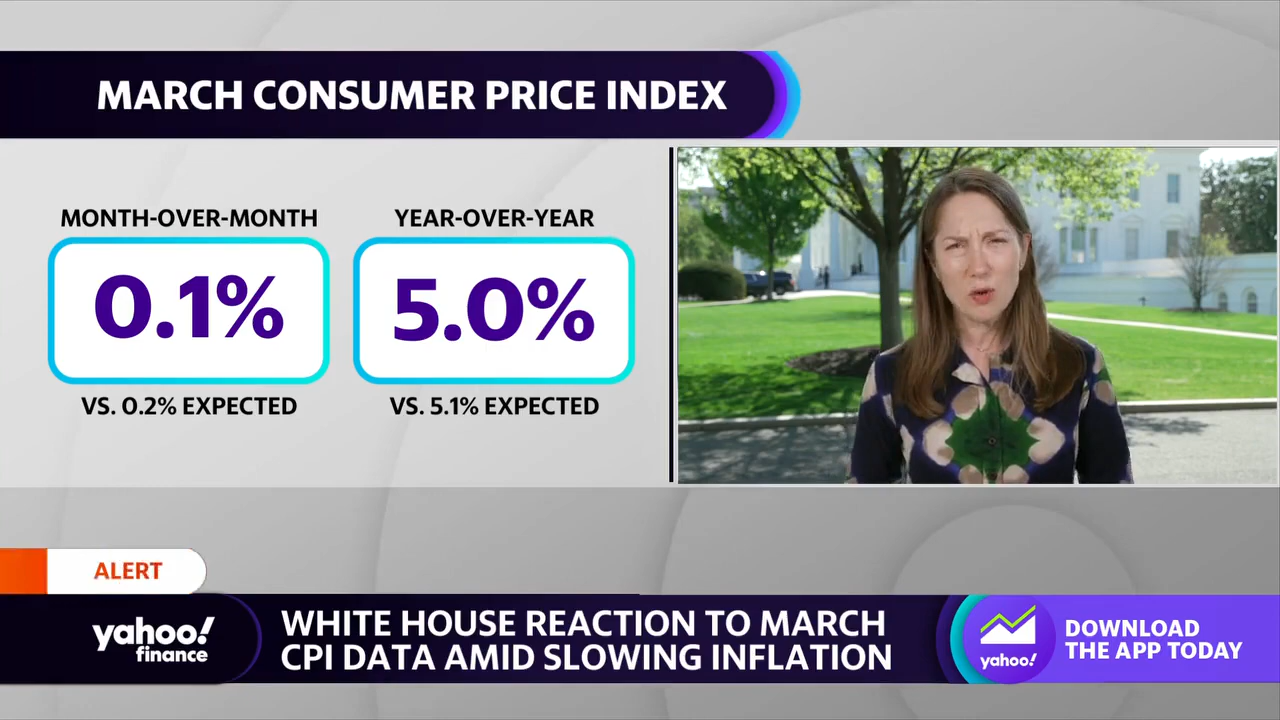 MARCH CONSUMER PRICE INDEX
MONTH-OVER-MONTH
0.1%
VS. 0.2% EXPECTED
YEAR-OVER-YEAR
5.0%
VS. 5.1% EXPECTED
ALERT
yahoo!
finance
WHITE HOUSE REACTION TO MARCH
CPI DATA AMID SLOWING INFLATION
yahoo!
DOWNLOAD
THE APP TODAY